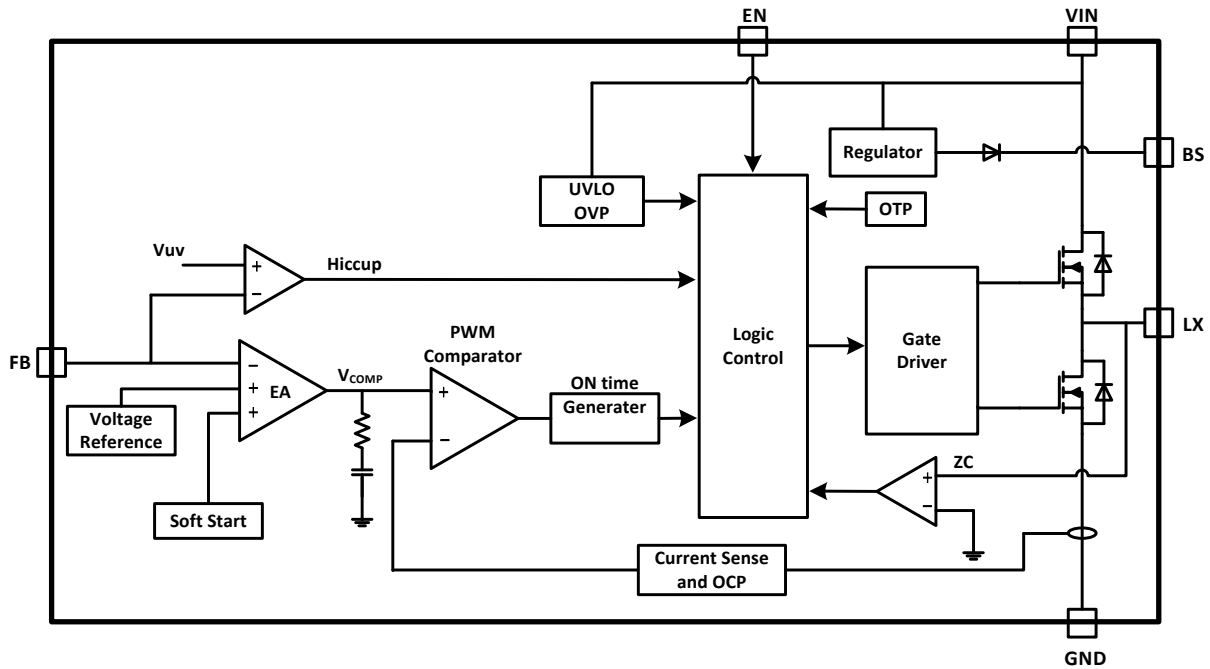 EN
VIN
Regulator
BS
UVLO
OVP
OTP
Vuv
+
−
Hiccup
FB
PWM
Comparator
Logic
Control
Gate
Driver
LX
−
+
+
EA
VCOMP
+
−
ON time
Generater
Voltage
Reference
Soft Start
ZC
+
−
Current Sense
and OCP
GND